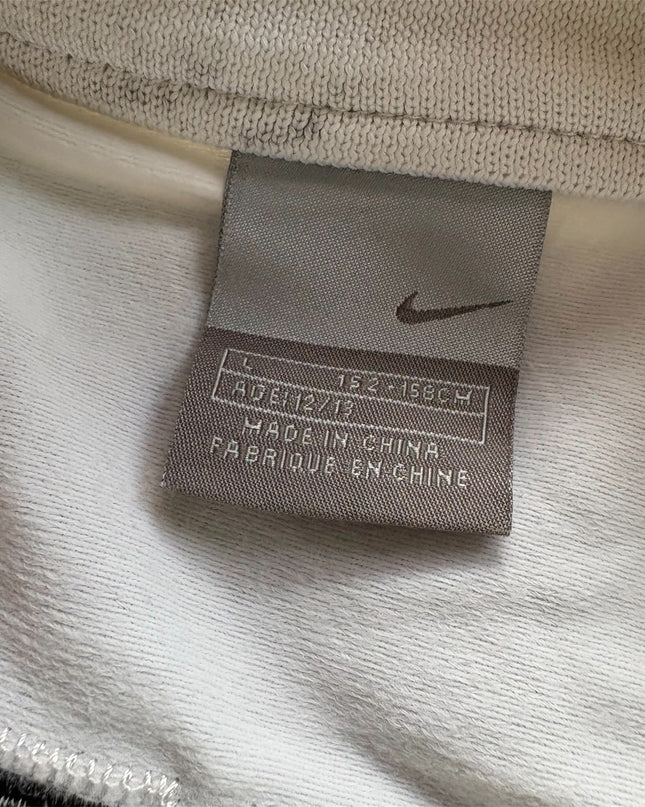 L 152-158CM
AGE:12/13
MADE IN CHINA
FABRIQUE EN CHINE